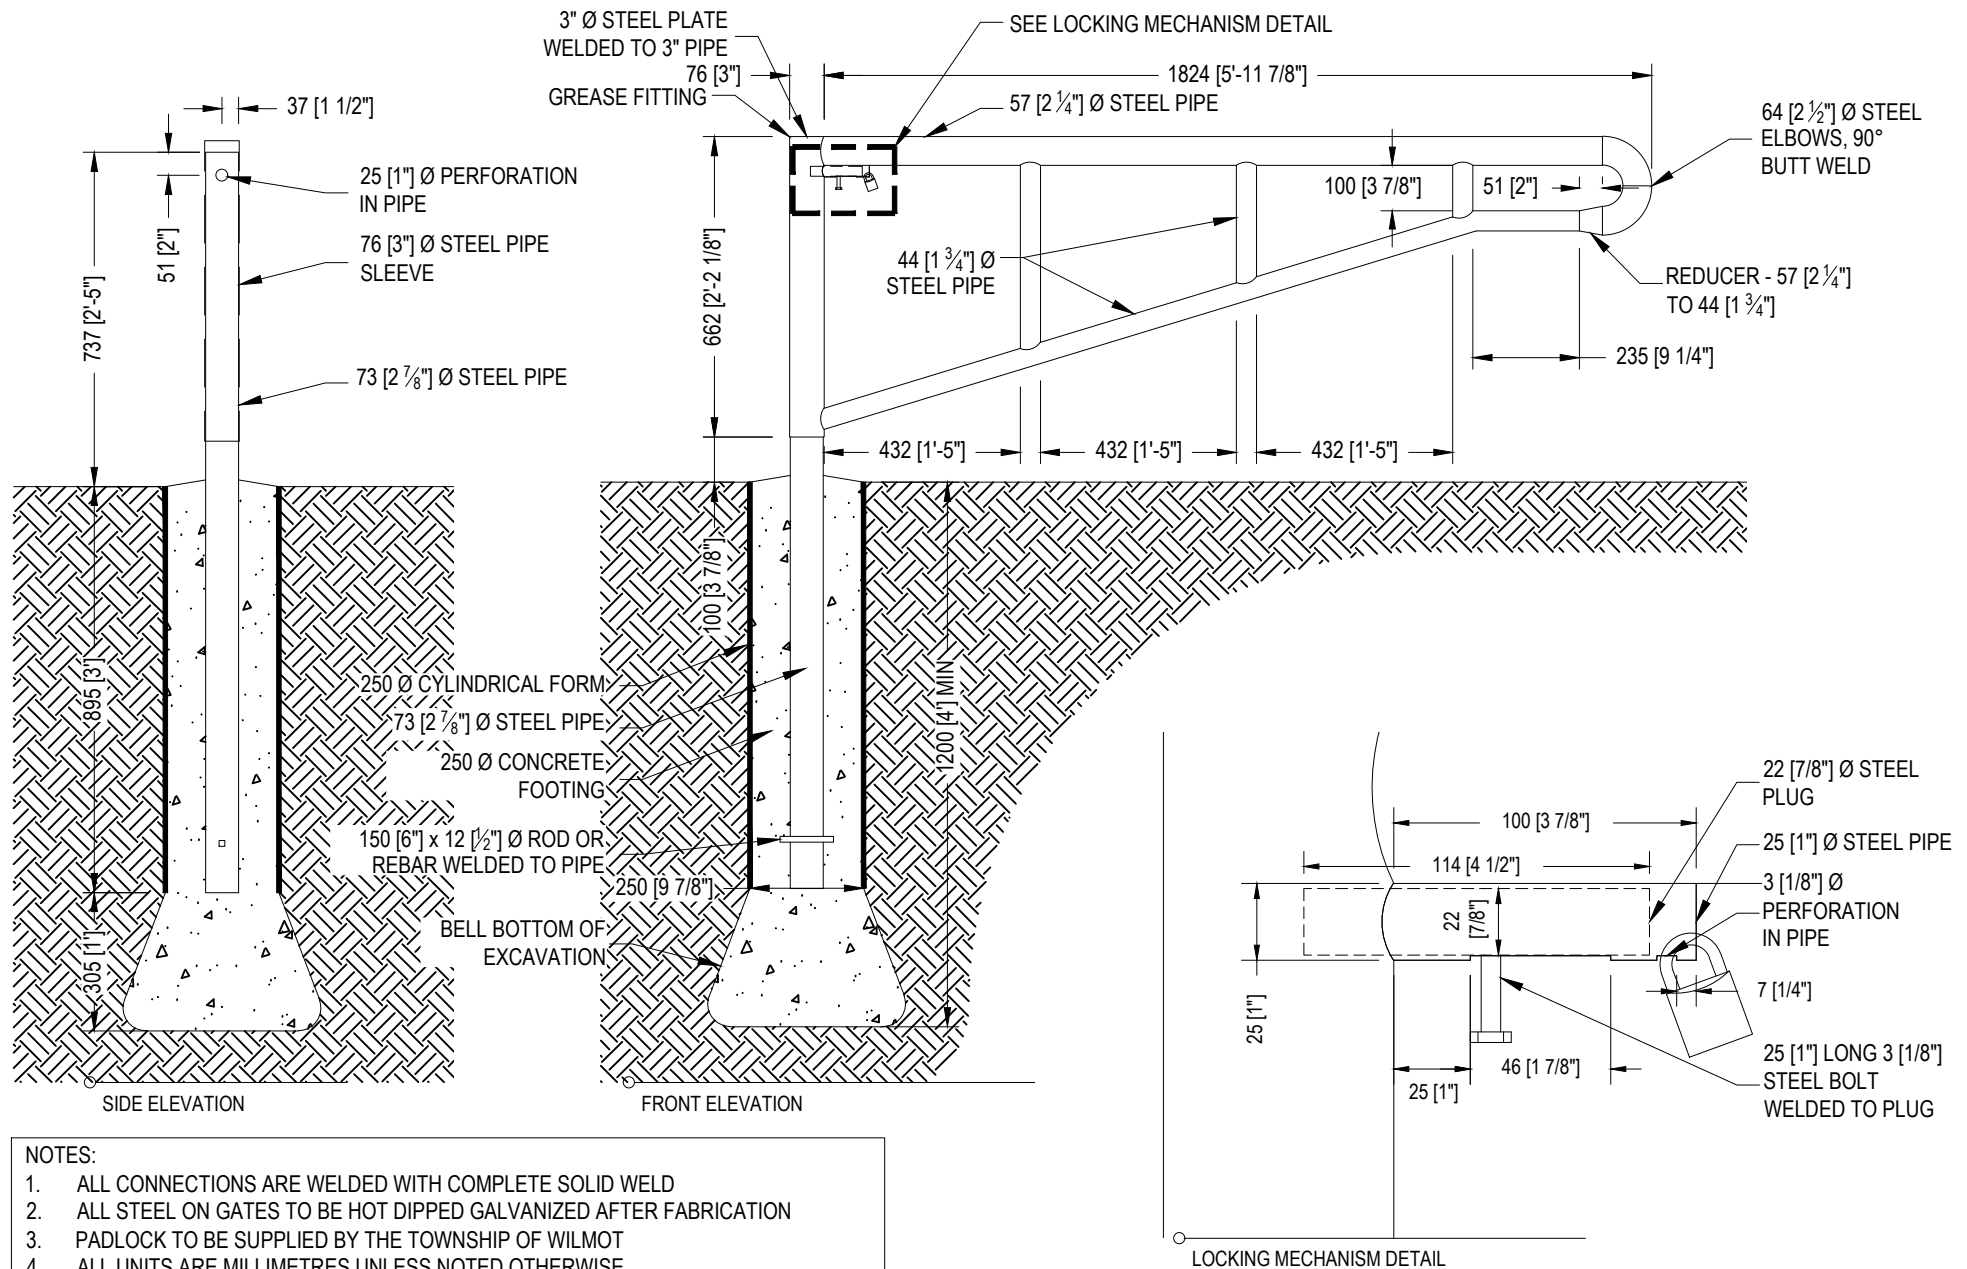 3" Ø STEEL PLATE
WELDED TO 3" PIPE
76 [3"]
GREASE FITTING
SEE LOCKING MECHANISM DETAIL
1824 [5'-11 7/8"]
57 [2 1/4"] Ø STEEL PIPE
64 [2 1/2"] Ø STEEL
ELBOWS, 90°
BUTT WELD
37 [1 1/2"]
25 [1"] Ø PERFORATION
IN PIPE
51 [2"]
76 [3"] Ø STEEL PIPE
SLEEVE
737 [2'-5"]
73 [2 7/8"] Ø STEEL PIPE
662 [2'-2 1/8"]
100 [3 7/8"]
51 [2"]
44 [1 3/4"] Ø
STEEL PIPE
REDUCER - 57 [2 1/4"]
TO 44 [1 3/4"]
235 [9 1/4"]
432 [1'-5"]
432 [1'-5"]
432 [1'-5"]
100 [3 7/8"]
895 [3']
250 Ø CYLINDRICAL FORM
73 [2 7/8"] Ø STEEL PIPE
250 Ø CONCRETE
FOOTING
1200 [4'] MIN
150 [6"] x 12 [1/2"] Ø ROD OR
REBAR WELDED TO PIPE
250 [9 7/8"]
BELL BOTTOM OF
EXCAVATION
305 [1']
SIDE ELEVATION
FRONT ELEVATION
22 [7/8"] Ø STEEL
PLUG
100 [3 7/8"]
25 [1"] Ø STEEL PIPE
114 [4 1/2"]
3 [1/8"] Ø
PERFORATION
IN PIPE
22
[7/8"]
25 [1"]
7 [1/4"]
46 [1 7/8"]
25 [1"]
25 [1"] LONG 3 [1/8"]
STEEL BOLT
WELDED TO PLUG
LOCKING MECHANISM DETAIL
NOTES:
1. ALL CONNECTIONS ARE WELDED WITH COMPLETE SOLID WELD
2. ALL STEEL ON GATES TO BE HOT DIPPED GALVANIZED AFTER FABRICATION
3. PADLOCK TO BE SUPPLIED BY THE TOWNSHIP OF WILMOT
4. ALL UNITS ARE MILLIMETRES UNLESS NOTED OTHERWISE